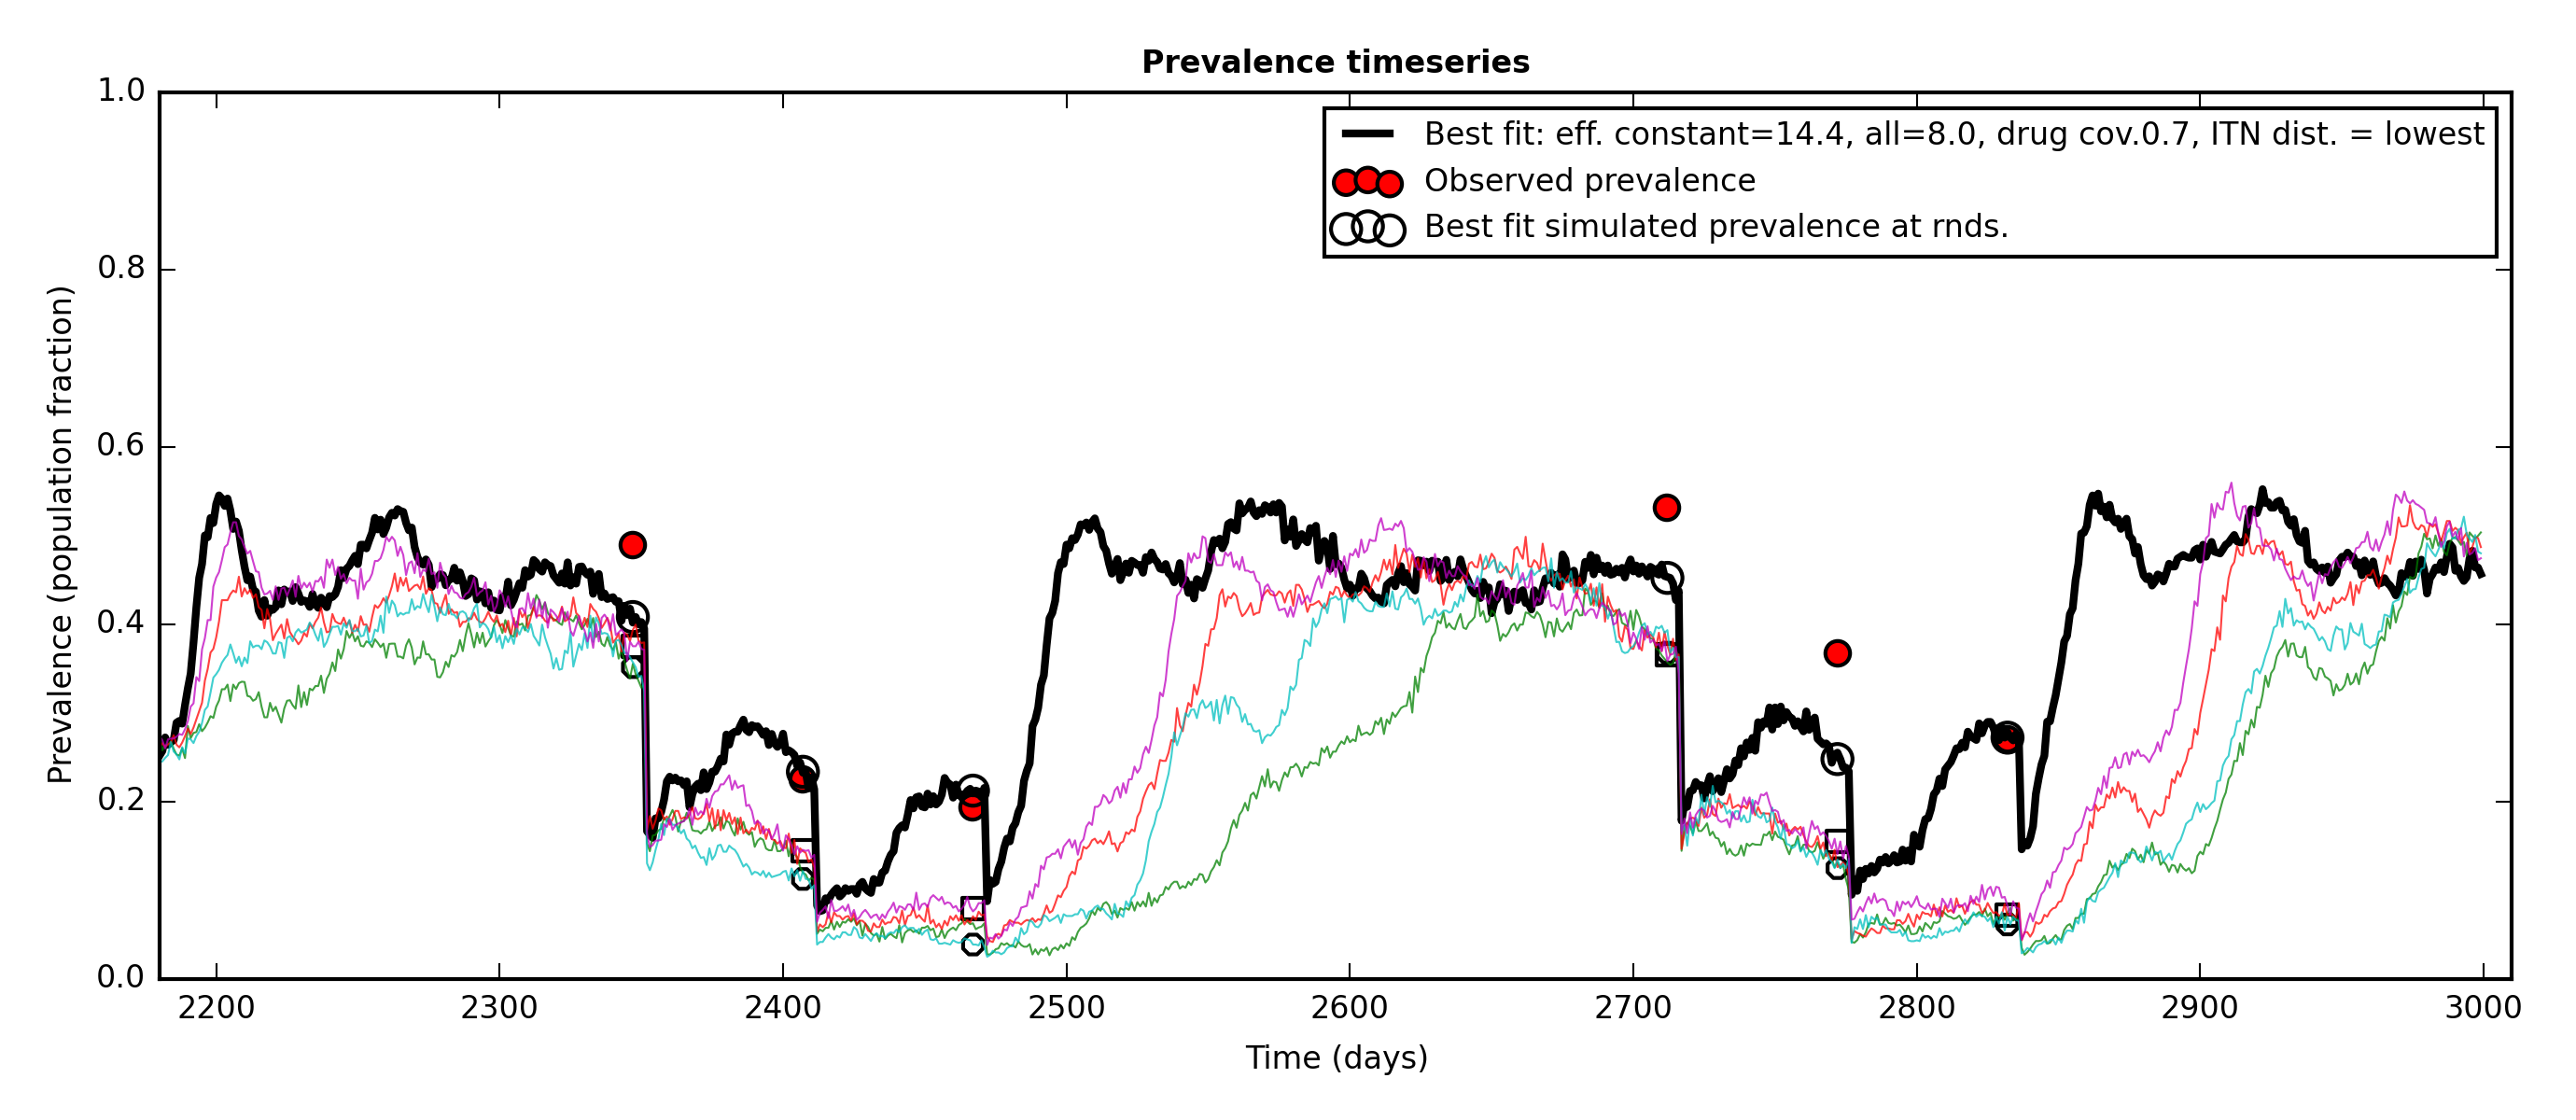 Prevalence timeseries
1.0
0.8
0.6
0.4
0.2
0.0
Prevalence (population fraction)
Best fit: eff. constant=14.4, all=8.0, drug cov.0.7, ITN dist. = lowest
Observed prevalence
Best fit simulated prevalence at rnds.
2200 2300 2400 2500 2600 2700 2800 2900 3000
Time (days)